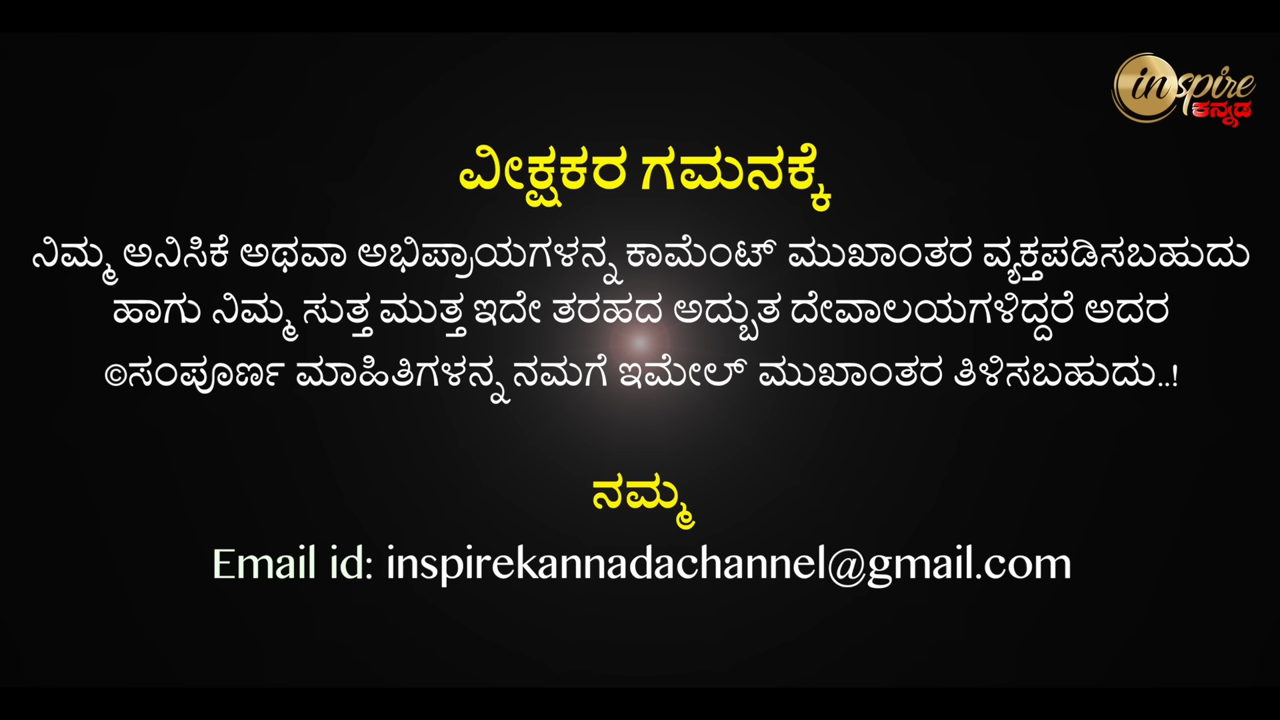 inspire
ಕನ್ನಡ
ವೀಕ್ಷಕರ ಗಮನಕ್ಕೆ
ನಿಮ್ಮ ಅನಿಸಿಕೆ ಅಥವಾ ಅಭಿಪ್ರಾಯಗಳನ್ನ ಕಾಮೆಂಟ್ ಮುಖಾಂತರ ವ್ಯಕ್ತಪಡಿಸಬಹುದು
ಹಾಗು ನಿಮ್ಮ ಸುತ್ತ ಮುತ್ತ ಇದೇ ತರಹದ ಅದ್ಬುತ ದೇವಾಲಯಗಳಿದ್ದರೆ ಅದರ
©ಸಂಪೂರ್ಣ ಮಾಹಿತಿಗಳನ್ನ ನಮಗೆ ಇಮೇಲ್ ಮುಖಾಂತರ ತಿಳಿಸಬಹುದು..!
ನಮ್ಮ
Email id: inspirekannadachannel@gmail.com